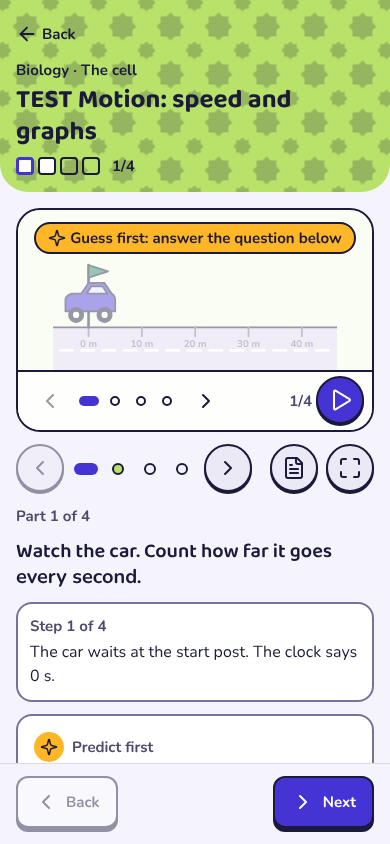 Back
Biology · The cell
TEST Motion: speed and
graphs
1/4
Guess first: answer the question below
0 m 10 m 20 m 30 m 40 m
1/4
Part 1 of 4
Watch the car. Count how far it goes
every second.
Step 1 of 4
The car waits at the start post. The clock says
0 s.
Predict first
Back Next